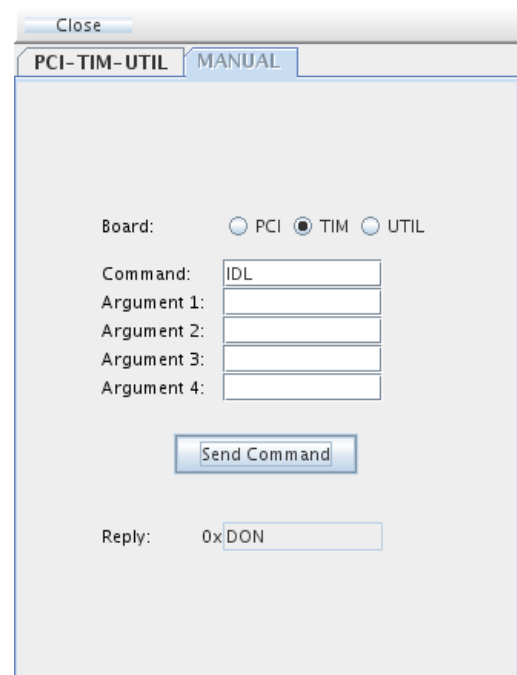 Close
PCI-TIM-UTIL MANUAL
Board: PCI TIM UTIL
Command: IDL
Argument 1:
Argument 2:
Argument 3:
Argument 4:
Send Command
Reply: 0x DON